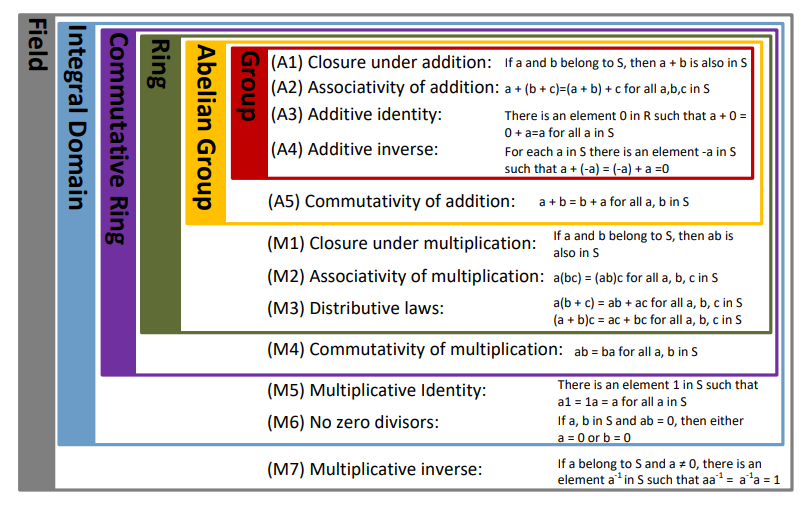 Field
Integral Domain
Commutative Ring
Ring
Abelian Group
Group
(A1) Closure under addition: If a and b belong to S, then a + b is also in S
(A2) Associativity of addition: a + (b + c)=(a + b) + c for all a,b,c in S
(A3) Additive identity: There is an element 0 in R such that a + 0 =
0 + a=a for all a in S
(A4) Additive inverse: For each a in S there is an element -a in S
such that a + (-a) = (-a) + a =0
(A5) Commutativity of addition: a + b = b + a for all a, b in S
(M1) Closure under multiplication: If a and b belong to S, then ab is
also in S
(M2) Associativity of multiplication: a(bc) = (ab)c for all a, b, c in S
(M3) Distributive laws: a(b + c) = ab + ac for all a, b, c in S
(a + b)c = ac + bc for all a, b, c in S
(M4) Commutativity of multiplication: ab = ba for all a, b in S
(M5) Multiplicative Identity: There is an element 1 in S such that
a1 = 1a = a for all a in S
(M6) No zero divisors: If a, b in S and ab = 0, then either
a = 0 or b = 0
(M7) Multiplicative inverse: If a belong to S and a ≠ 0, there is an
element a⁻¹ in S such that aa⁻¹ = a⁻¹a = 1